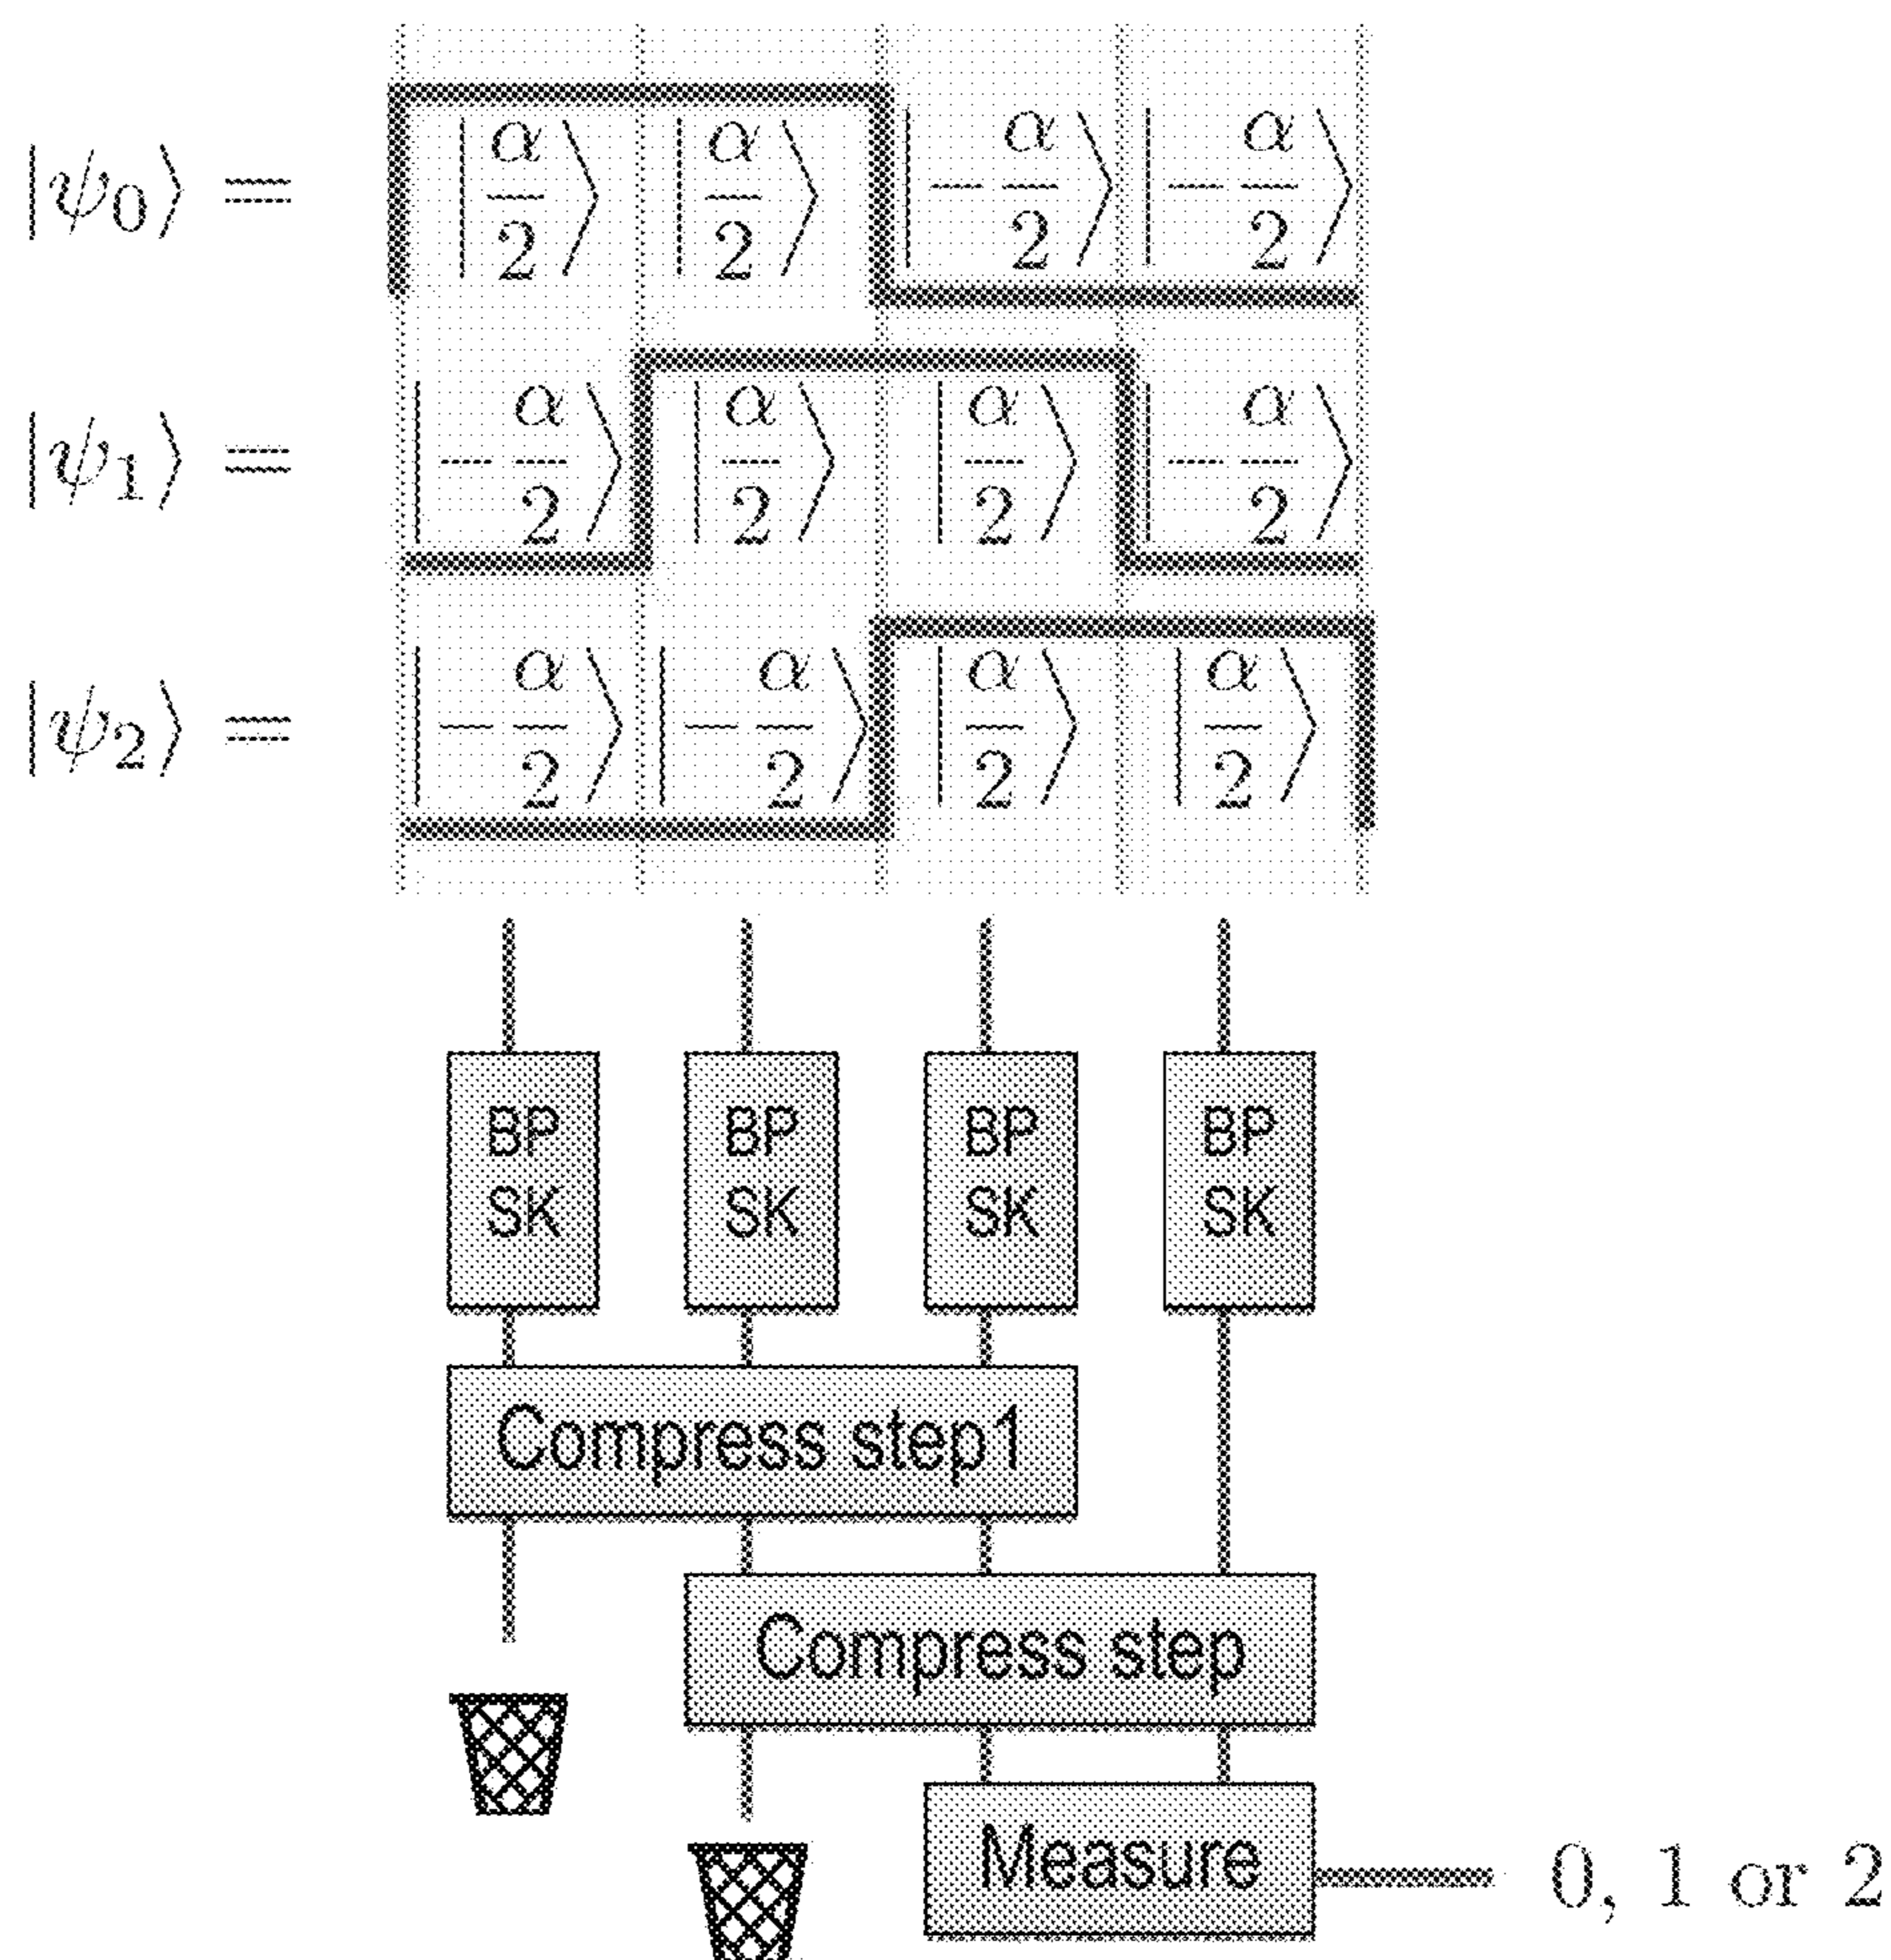 |ψ₀⟩ = |α/2⟩ |α/2⟩ |−α/2⟩ |−α/2⟩
|ψ₁⟩ = |−α/2⟩ |α/2⟩ |α/2⟩ |−α/2⟩
|ψ₂⟩ = |−α/2⟩ |−α/2⟩ |α/2⟩ |α/2⟩
BP BP BP BP
SK SK SK SK
Compress step1
Compress step
Measure 0, 1 or 2